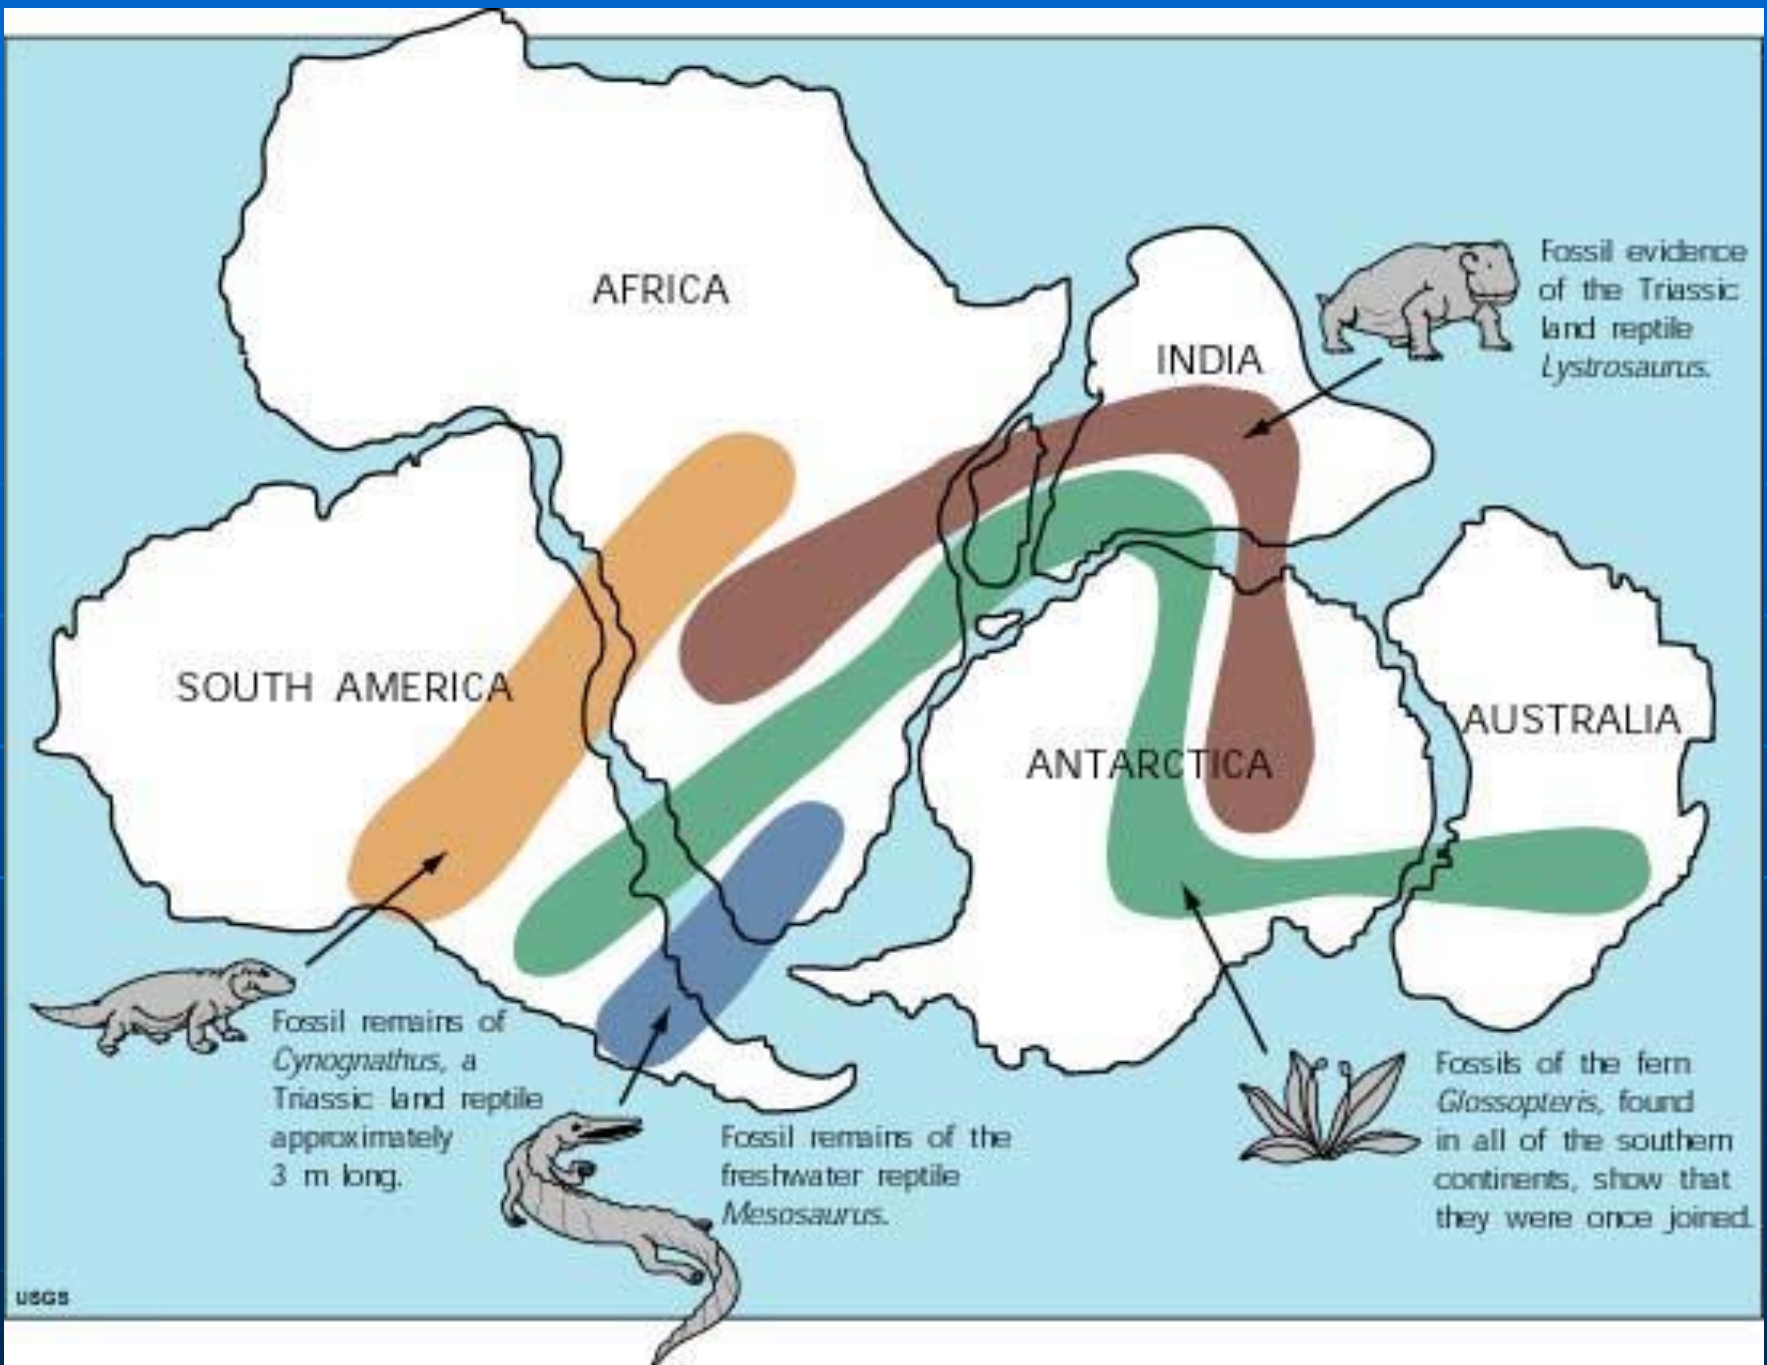 AFRICA
INDIA
Fossil evidence
of the Triassic
land reptile
Lystrosaurus.
SOUTH AMERICA
ANTARCTICA
AUSTRALIA
Fossil remains of
Cynognathus, a
Triassic land reptile
approximately
3 m long.
Fossil remains of the
freshwater reptile
Mesosaurus.
Fossils of the fern
Glossopteris, found
in all of the southern
continents, show that
they were once joined.
USGS